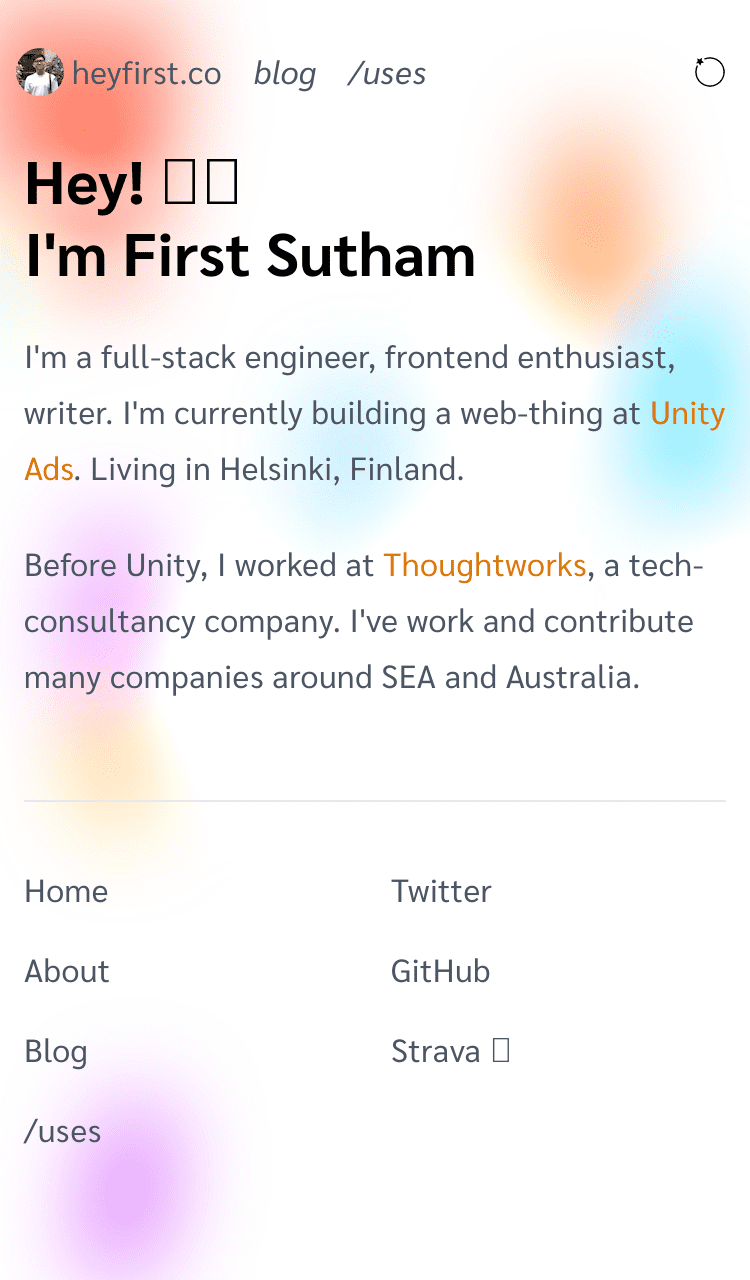 heyfirst.co blog /uses
Hey!
I'm First Sutham
I'm a full-stack engineer, frontend enthusiast,
writer. I'm currently building a web-thing at Unity
Ads. Living in Helsinki, Finland.
Before Unity, I worked at Thoughtworks, a tech-
consultancy company. I've work and contribute
many companies around SEA and Australia.
Home
Twitter
About
GitHub
Blog
Strava
/uses